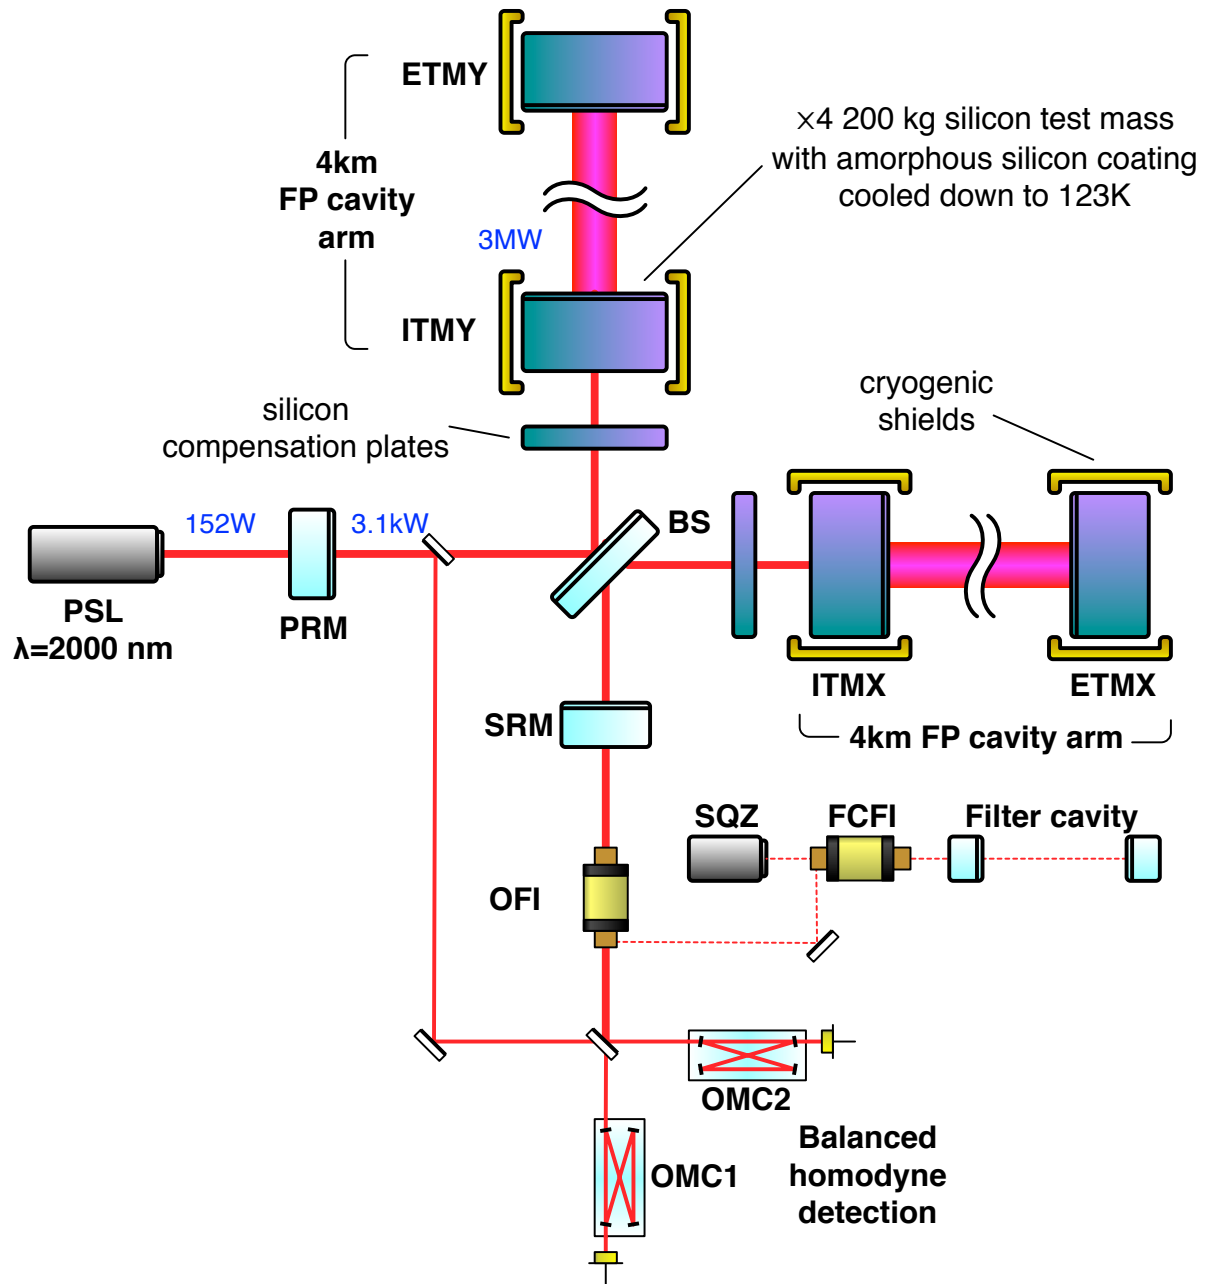 ETMY
×4 200 kg silicon test mass
with amorphous silicon coating
cooled down to 123K
4km
FP cavity
arm
3MW
ITMY
cryogenic
shields
silicon
compensation plates
152W
3.1kW
BS
PSL
λ=2000 nm
PRM
ITMX
ETMX
4km FP cavity arm
SRM
SQZ
FCFI
Filter cavity
OFI
OMC2
OMC1
Balanced
homodyne
detection